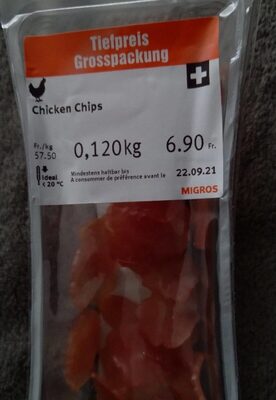 Tiefpreis
Grosspackung
Chicken Chips
Fr./kg
57.50
0,120kg
6.90 Fr.
Ideal
< 20 °C
Mindestens haltbar bis
A consommer de préférence avant le
22.09.21
MIGROS